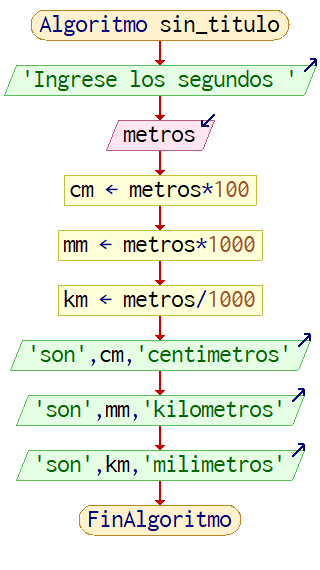 Algoritmo sin_titulo
'Ingrese los segundos '
metros
cm ← metros*100
mm ← metros*1000
km ← metros/1000
'son',cm,'centimetros'
'son',mm,'kilometros'
'son',km,'milimetros'
FinAlgoritmo